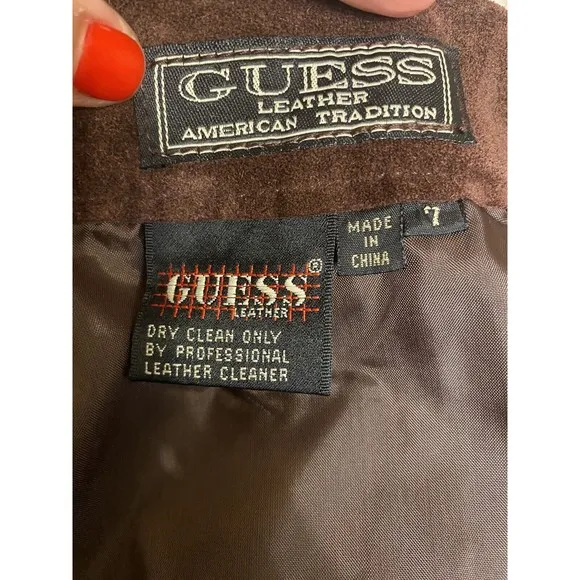 GUESS
LEATHER
AMERICAN TRADITION
MADE
IN
CHINA
7
GUESS®
LEATHER
DRY CLEAN ONLY
BY PROFESSIONAL
LEATHER CLEANER